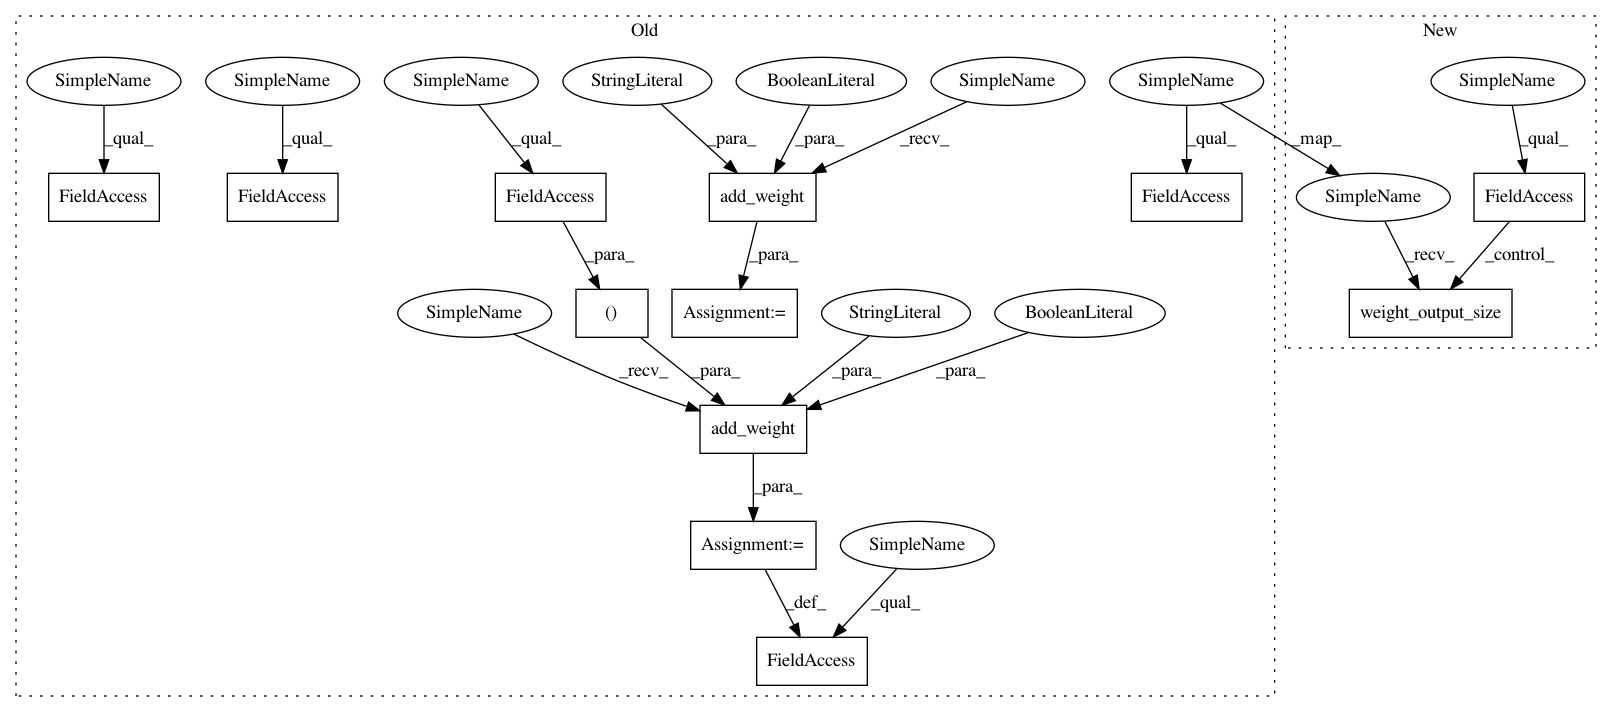 Old
New
SimpleName
SimpleName
SimpleName
StringLiteral
BooleanLiteral
SimpleName
SimpleName
SimpleName
_qual_
_qual_
_qual_
_para_
_para_
_recv_
_qual_
_map_
_qual_
FieldAccess
FieldAccess
FieldAccess
add_weight
FieldAccess
SimpleName
FieldAccess
_para_
_para_
_recv_
_control_
SimpleName
()
Assignment:=
StringLiteral
BooleanLiteral
weight_output_size
_recv_
_para_
_para_
_para_
add_weight
_para_
Assignment:=
SimpleName
_def_
_qual_
FieldAccess